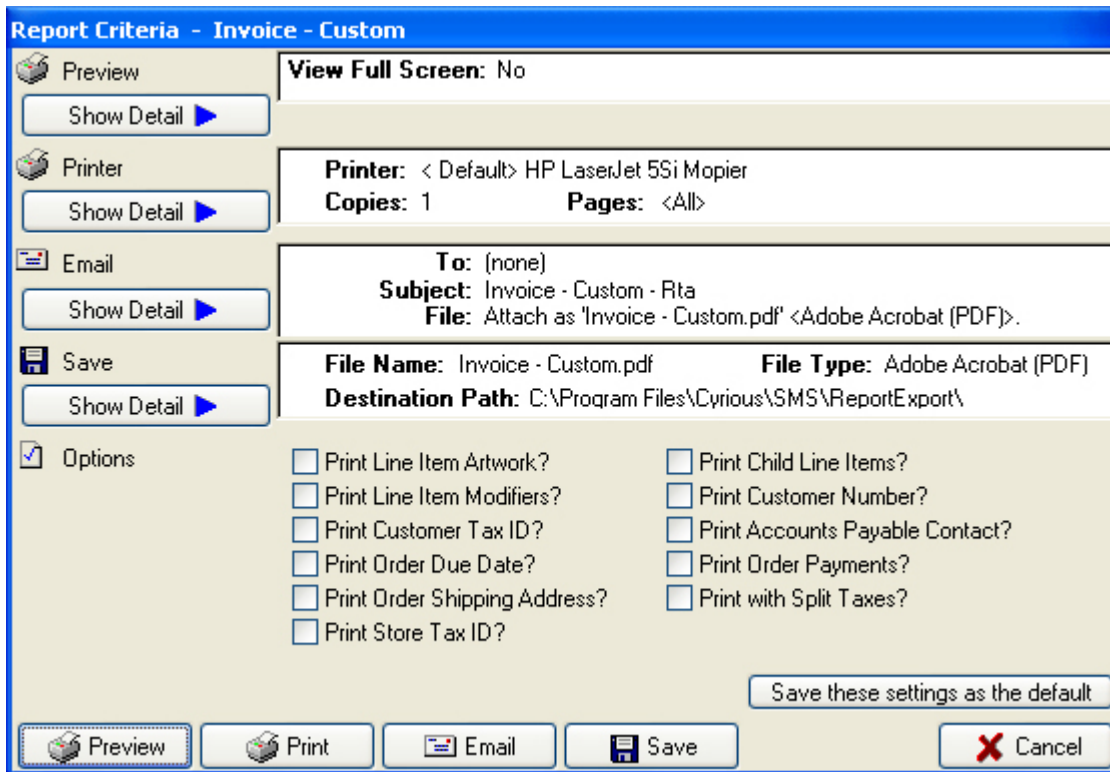 Report Criteria - Invoice - Custom
Preview
View Full Screen: No
Show Detail
Printer
Printer: < Default> HP LaserJet 5Si Mopier
Copies: 1 Pages: <All>
Show Detail
Email
To: (none)
Subject: Invoice - Custom - Rta
File: Attach as 'Invoice - Custom.pdf' <Adobe Acrobat (PDF)>.
Show Detail
Save
File Name: Invoice - Custom.pdf File Type: Adobe Acrobat (PDF)
Destination Path: C:\Program Files\Cyrious\SMS\ReportExport\
Show Detail
Options
Print Line Item Artwork? Print Child Line Items?
Print Line Item Modifiers? Print Customer Number?
Print Customer Tax ID? Print Accounts Payable Contact?
Print Order Due Date? Print Order Payments?
Print Order Shipping Address? Print with Split Taxes?
Print Store Tax ID?
Save these settings as the default
Preview Print Email Save Cancel